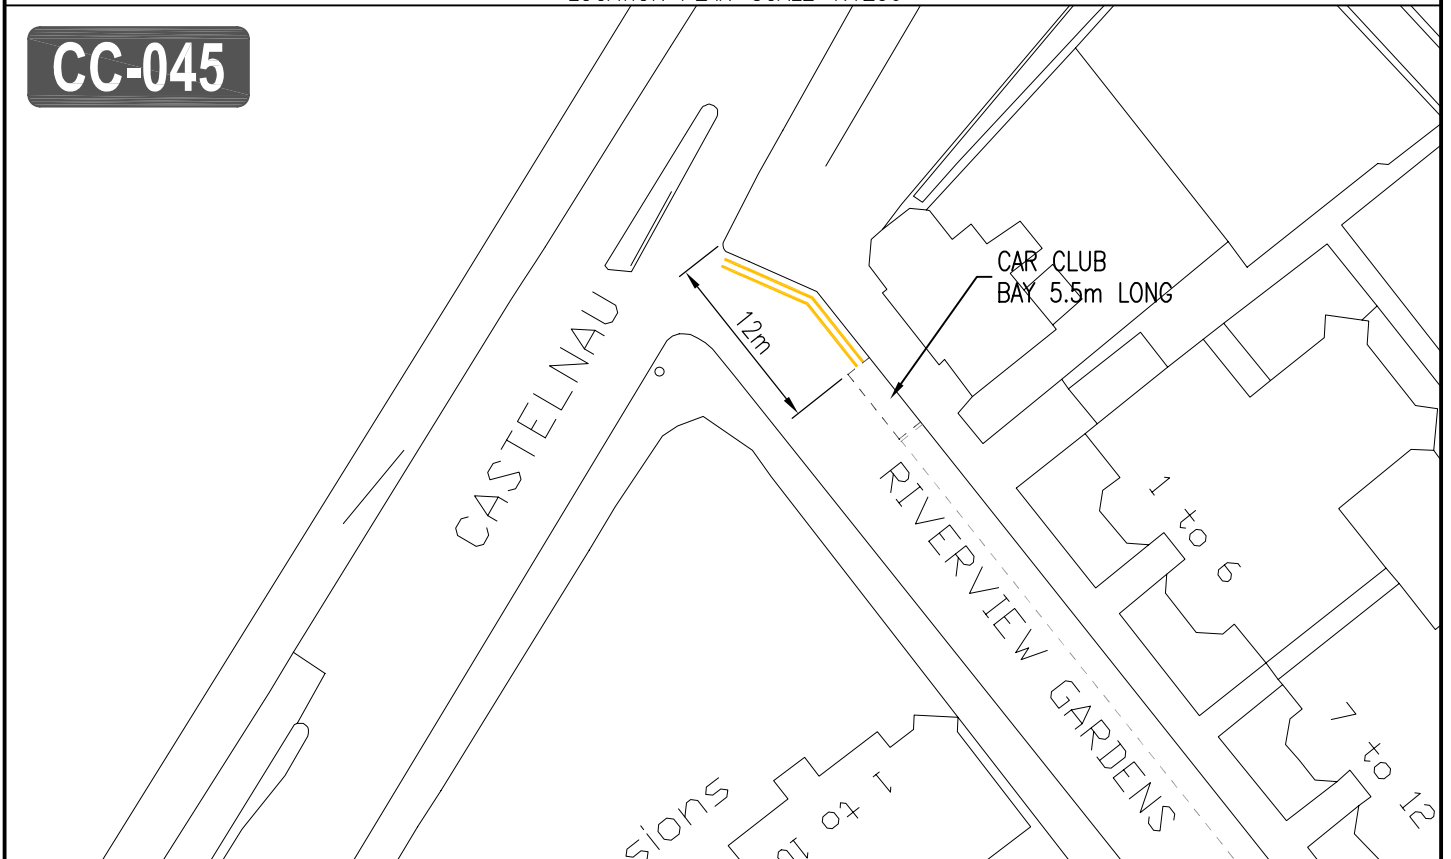 CC-045
CAR CLUB
BAY 5.5m LONG
12m
CASTELNAU
RIVERVIEW GARDENS
1 to 6
7 to 12
sions
1 to 10